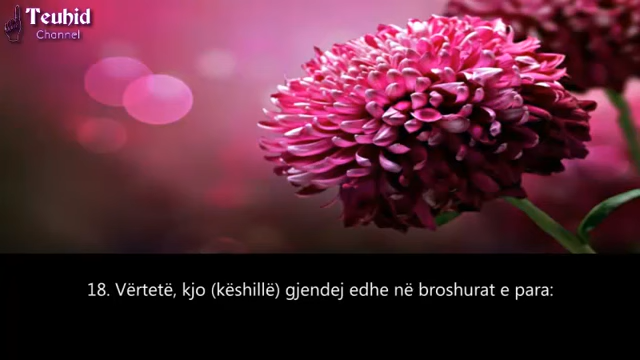 Teuhid
Channel
18. Vërtetë, kjo (këshillë) gjendej edhe në broshurat e para: